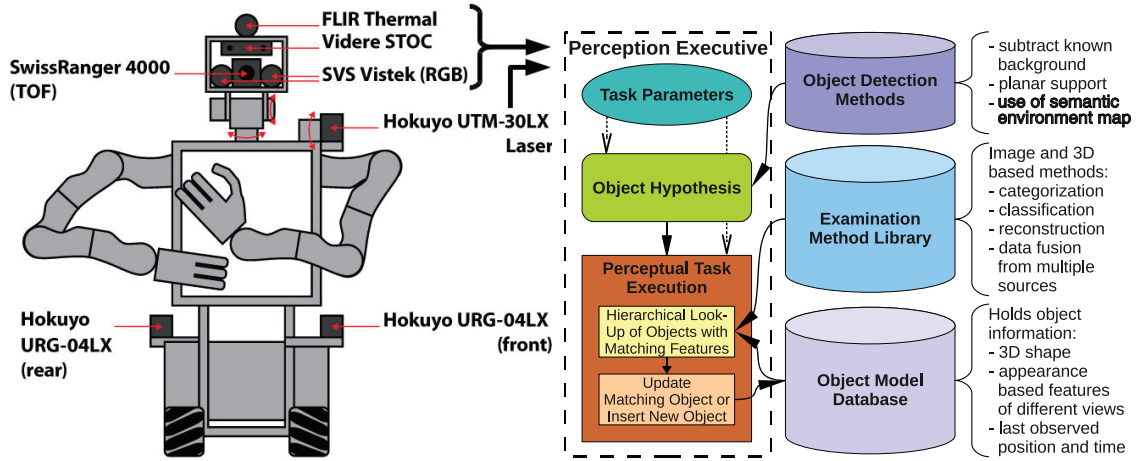 FLIR Thermal
Videre STOC
SwissRanger 4000
(TOF)
SVS Vistek (RGB)
Hokuyo UTM-30LX
Laser
Hokuyo
URG-04LX
(rear)
Hokuyo URG-04LX
(front)
Perception Executive
Task Parameters
Object Hypothesis
Perceptual Task
Execution
Hierarchical Look-
Up of Objects with
Matching Features
Update
Matching Object or
Insert New Object
Object Detection
Methods
- subtract known
background
- planar support
- use of semantic
environment map
Examination
Method Library
Image and 3D
based methods:
- categorization
- classification
- reconstruction
- data fusion
from multiple
sources
Object Model
Database
Holds object
information:
- 3D shape
- appearance
based features
of different views
- last observed
position and time